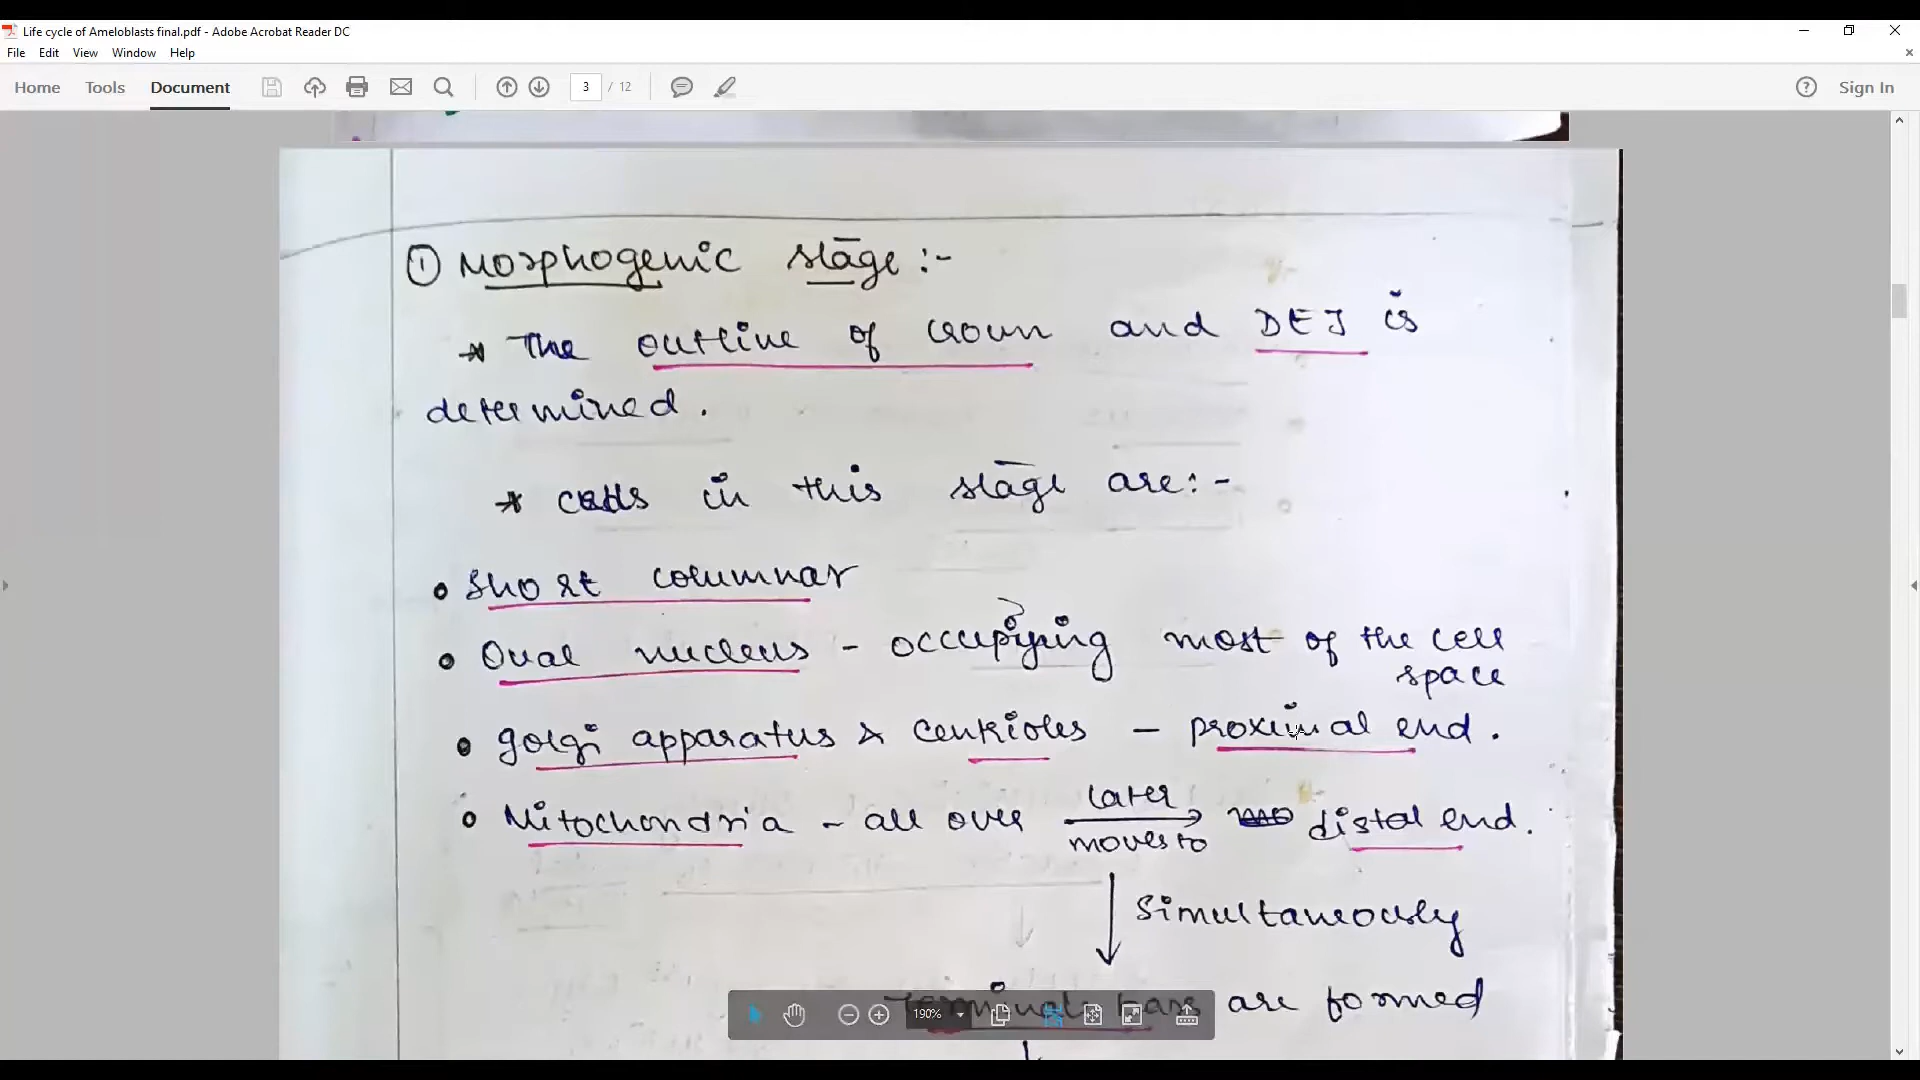 Life cycle of Ameloblasts final.pdf - Adobe Acrobat Reader DC
File Edit View Window Help
Home Tools Document 3 / 12 Sign In
① Morphogenic stage :-
* The outline of crown and DEJ is
determined.
* cells in this stage are:-
• Short columnar
• Oval nucleus - occupying most of the cell
space
• golgi apparatus & centrioles - proximal end.
• Mitochondria - all over later moves to distal end.
Simultaneously
Terminal bars are formed
190%